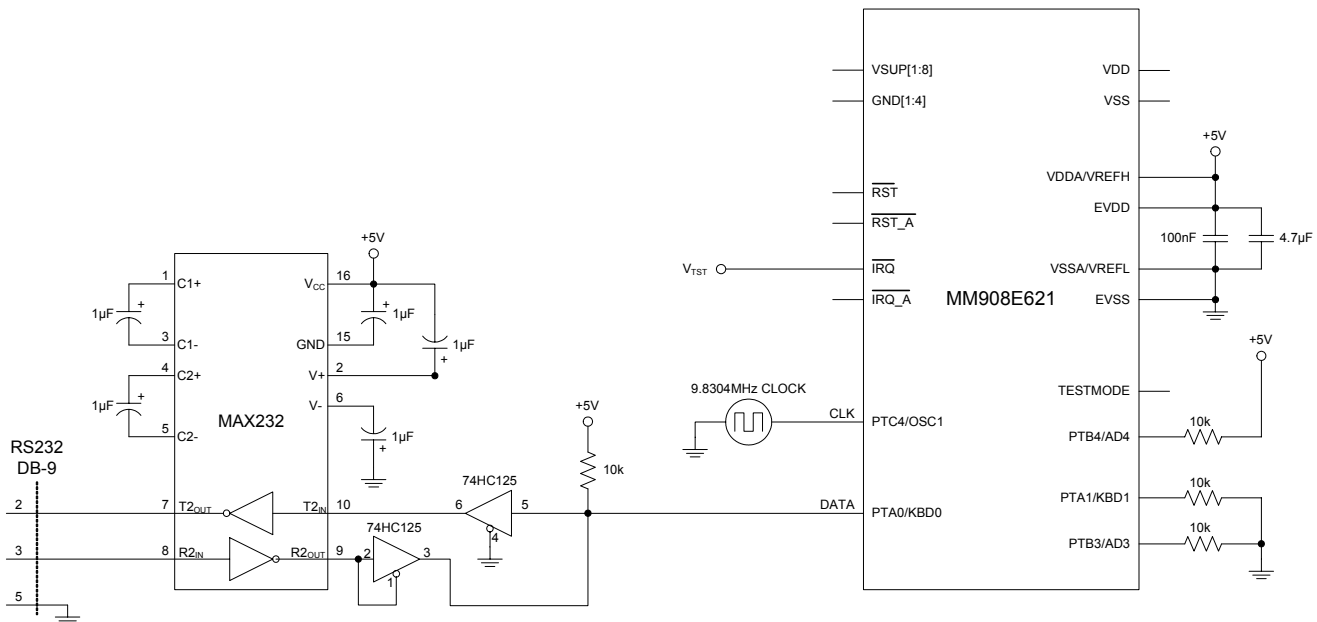 RS232
DB-9
2
3
5
MAX232
1 C1+
1µF
+
3 C1-
4 C2+
1µF
+
5 C2-
7 T2OUT
8 R2IN
+5V
VCC 16
+
1µF
GND 15
1µF
+
V+ 2
V- 6
1µF
+
T2IN 10
R2OUT 9
74HC125
6
5
4
74HC125
2
3
1
+5V
10k
VTST
9.8304MHz CLOCK
CLK
DATA
MM908E621
VSUP[1:8]
GND[1:4]
RST
RST_A
IRQ
IRQ_A
PTC4/OSC1
PTA0/KBD0
VDD
VSS
+5V
VDDA/VREFH
EVDD
100nF
4.7µF
VSSA/VREFL
EVSS
+5V
TESTMODE
10k
PTB4/AD4
10k
PTA1/KBD1
10k
PTB3/AD3